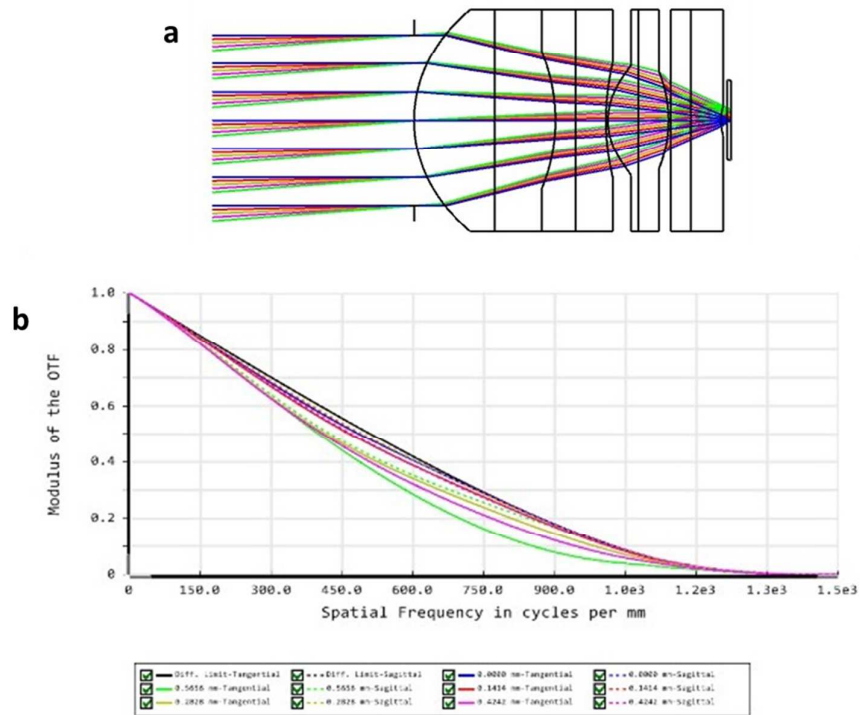 a
b
1.0
0.8
0.6
0.4
0.2
0
Modulus of the OTF
0 150.0 300.0 450.0 600.0 750.0 900.0 1.0e3 1.2e3 1.3e3 1.5e3
Spatial Frequency in cycles per mm
Diff. Limit-Tangential Diff. Limit-Sagittal 0.0000 mm-Tangential 0.0000 mm-Sagittal
0.5656 mm-Tangential 0.5656 mm-Sagittal 0.1414 mm-Tangential 0.1414 mm-Sagittal
0.2828 mm-Tangential 0.2828 mm-Sagittal 0.4242 mm-Tangential 0.4242 mm-Sagittal